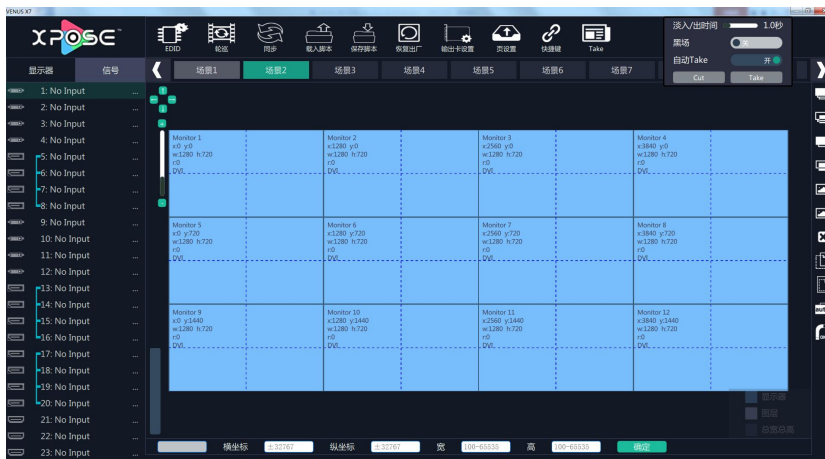 VENUS X7
XPOSE
EDID
轮巡
同步
载入脚本
保存脚本
恢复出厂
输出卡设置
页设置
快捷键
Take
淡入/出时间
1.0秒
黑场
关
自动Take
开
Cut
Take
显示器
信号
场景1
场景2
场景3
场景4
场景5
场景6
场景7
1: No Input ...
2: No Input ...
3: No Input ...
4: No Input ...
5: No Input ...
6: No Input ...
7: No Input ...
8: No Input ...
9: No Input ...
10: No Input ...
11: No Input ...
12: No Input ...
13: No Input ...
14: No Input ...
15: No Input ...
16: No Input ...
17: No Input ...
18: No Input ...
19: No Input ...
20: No Input ...
21: No Input ...
22: No Input ...
23: No Input ...
Monitor 1
x:0 y:0
w:1280 h:720
r:0
DVI
Monitor 2
x:1280 y:0
w:1280 h:720
r:0
DVI
Monitor 3
x:2560 y:0
w:1280 h:720
r:0
DVI
Monitor 4
x:3840 y:0
w:1280 h:720
r:0
DVI
Monitor 5
x:0 y:720
w:1280 h:720
r:0
DVI
Monitor 6
x:1280 y:720
w:1280 h:720
r:0
DVI
Monitor 7
x:2560 y:720
w:1280 h:720
r:0
DVI
Monitor 8
x:3840 y:720
w:1280 h:720
r:0
DVI
Monitor 9
x:0 y:1440
w:1280 h:720
r:0
DVI
Monitor 10
x:1280 y:1440
w:1280 h:720
r:0
DVI
Monitor 11
x:2560 y:1440
w:1280 h:720
r:0
DVI
Monitor 12
x:3840 y:1440
w:1280 h:720
r:0
DVI
显示器
图层
总宽总高
横坐标
±32767
纵坐标
±32767
宽
100-65535
高
100-65535
确定